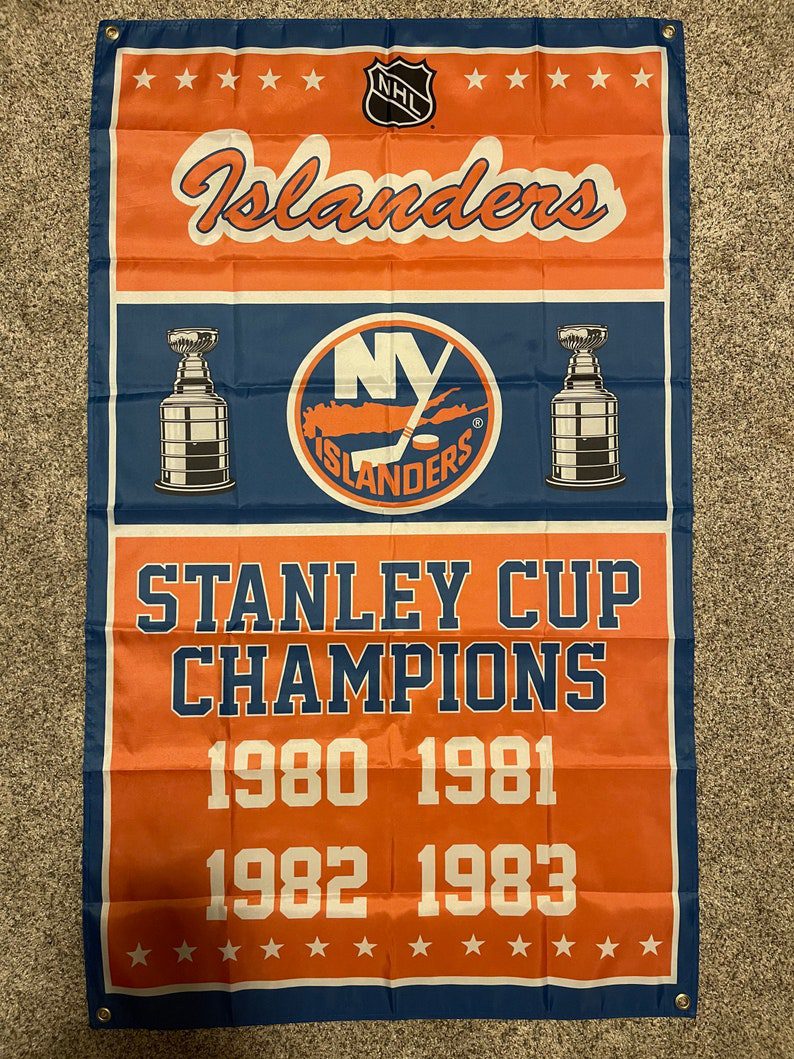 NHL
Islanders
NY
ISLANDERS
®
STANLEY CUP
CHAMPIONS
1980 1981
1982 1983